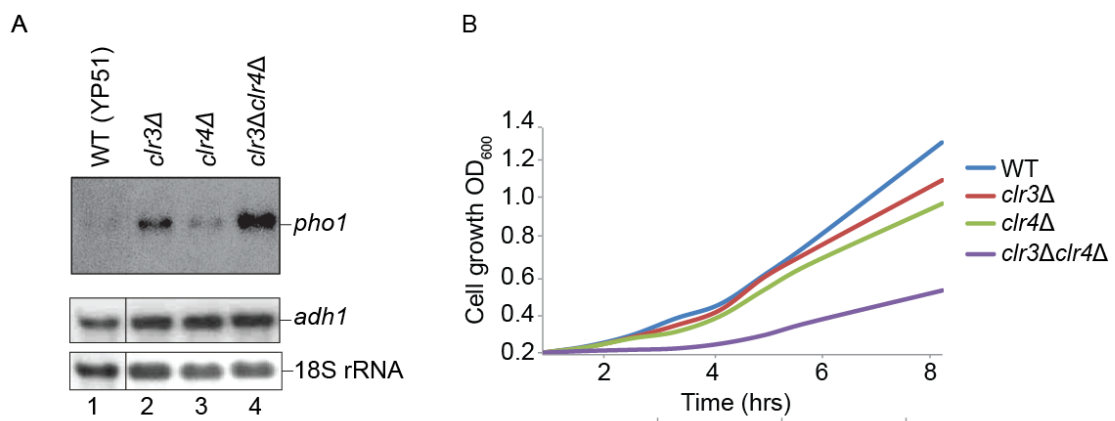 A
WT (YP51)
clr3Δ
clr4Δ
clr3Δclr4Δ
pho1
adh1
18S rRNA
1 2 3 4
B
Cell growth OD600
1.4
1.2
1.0
0.8
0.6
0.4
0.2
2 4 6 8
Time (hrs)
WT
clr3Δ
clr4Δ
clr3Δclr4Δ